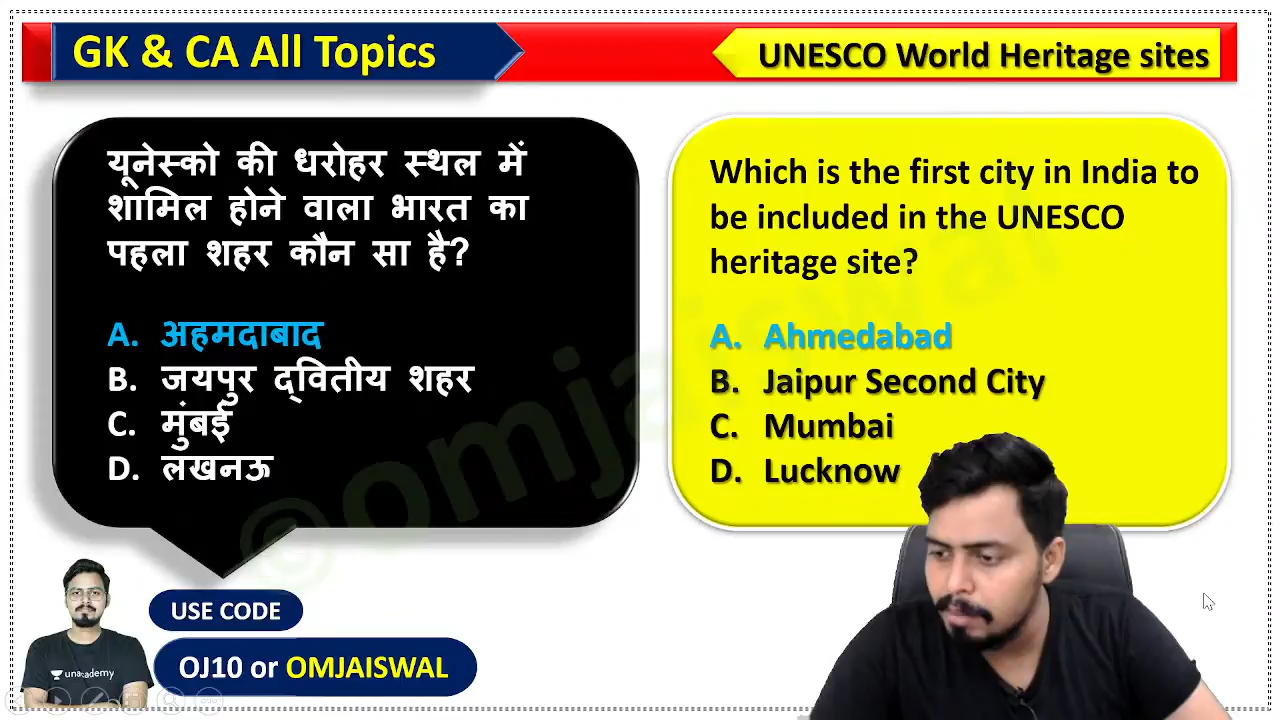 GK & CA All Topics
UNESCO World Heritage sites
यूनेस्को की धरोहर स्थल में
शामिल होने वाला भारत का
पहला शहर कौन सा है?
A. अहमदाबाद
B. जयपुर द्वितीय शहर
C. मुंबई
D. लखनऊ
Which is the first city in India to
be included in the UNESCO
heritage site?
A. Ahmedabad
B. Jaipur Second City
C. Mumbai
D. Lucknow
©omjaiswal
unacademy
USE CODE
OJ10 or OMJAISWAL